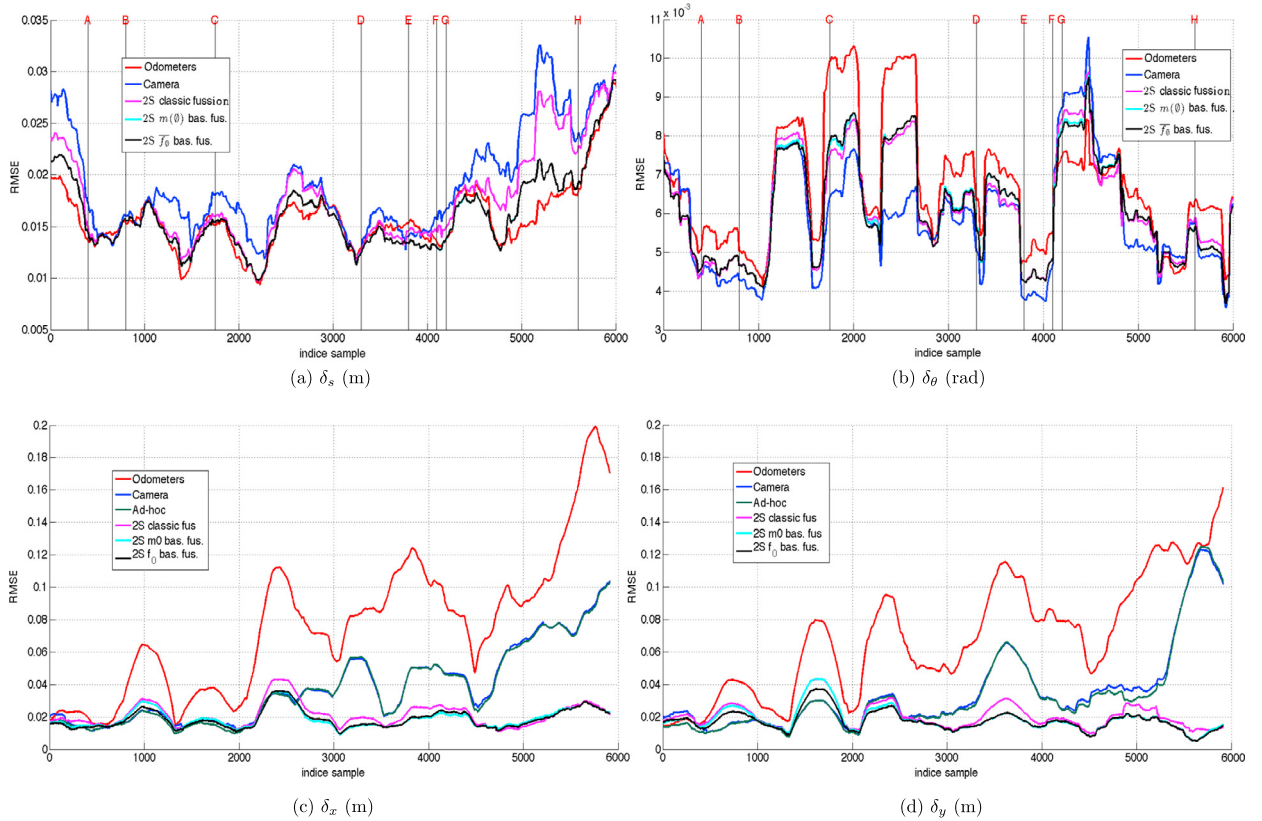 0.035
0.03
0.025
0.02
0.015
0.01
0.005
RMSE
A B C D E F G H
Odometers
Camera
2S classic fussion
2S m(∅) bas. fus.
2S f̅∅ bas. fus.
0 1000 2000 3000 4000 5000 6000
indice sample
(a) δs (m)
11 x 10⁻³
10
9
8
7
6
5
4
3
RMSE
A B C D E F G H
Odometers
Camera
2S classic fussion
2S m(∅) bas. fus.
2S f̅∅ bas. fus.
0 1000 2000 3000 4000 5000 6000
indice sample
(b) δθ (rad)
0.2
0.18
0.16
0.14
0.12
0.1
0.08
0.06
0.04
0.02
0
RMSE
Odometers
Camera
Ad-hoc
2S classic fus
2S m0 bas. fus.
2S f0 bas. fus.
0 1000 2000 3000 4000 5000 6000
indice sample
(c) δx (m)
0.2
0.18
0.16
0.14
0.12
0.1
0.08
0.06
0.04
0.02
0
RMSE
Odometers
Camera
Ad-hoc
2S classic fus
2S m0 bas. fus
2S f0 bas. fus.
0 1000 2000 3000 4000 5000 6000
indice sample
(d) δy (m)